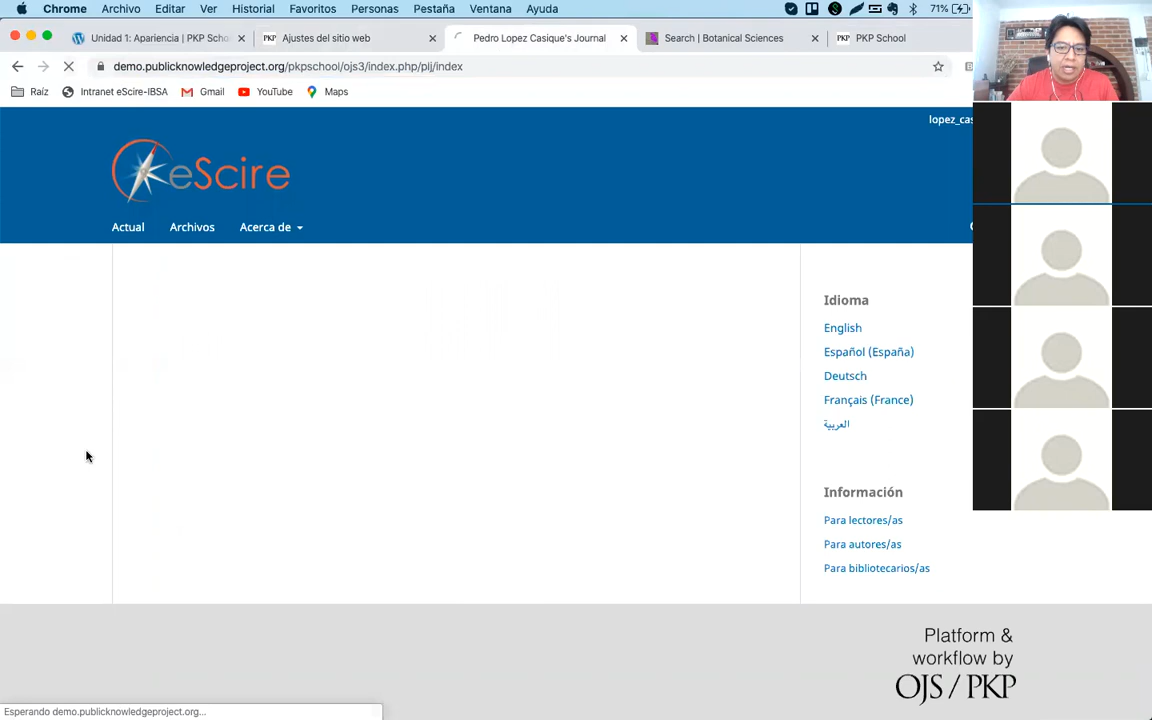 Chrome Archivo Editar Ver Historial Favoritos Personas Pestaña Ventana Ayuda 71%
Unidad 1: Apariencia | PKP Scho
Ajustes del sitio web
Pedro Lopez Casique's Journal
Search | Botanical Sciences
PKP School
demo.publicknowledgeproject.org/pkpschool/ojs3/index.php/plj/index
Raíz Intranet eScire-IBSA Gmail YouTube Maps
lopez_cas
eScire
Actual Archivos Acerca de
Idioma
English
Español (España)
Deutsch
Français (France)
العربية
Información
Para lectores/as
Para autores/as
Para bibliotecarios/as
Platform &
workflow by
OJS / PKP
Esperando demo.publicknowledgeproject.org...